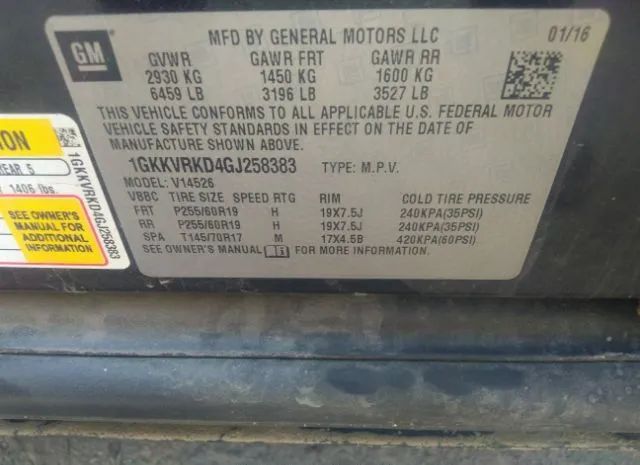 GM
MFD BY GENERAL MOTORS LLC
01/16
GVWR GAWR FRT GAWR RR
2930 KG 1450 KG 1600 KG
6459 LB 3196 LB 3527 LB
THIS VEHICLE CONFORMS TO ALL APPLICABLE U.S. FEDERAL MOTOR
VEHICLE SAFETY STANDARDS IN EFFECT ON THE DATE OF
MANUFACTURE SHOWN ABOVE.
1GKKVRKD4GJ258383 TYPE: M.P.V.
MODEL: V14526
VBBC TIRE SIZE SPEED RTG RIM COLD TIRE PRESSURE
FRT P255/60R19 H 19X7.5J 240KPA(35PSI)
RR P255/60R19 H 19X7.5J 240KPA(35PSI)
SPA T145/70R17 M 17X4.5B 420KPA(60PSI)
SEE OWNER'S MANUAL FOR MORE INFORMATION.
REAR 5
1406 lbs.
SEE OWNER'S
MANUAL FOR
ADDITIONAL
INFORMATION
1GKKVRKD4GJ258383